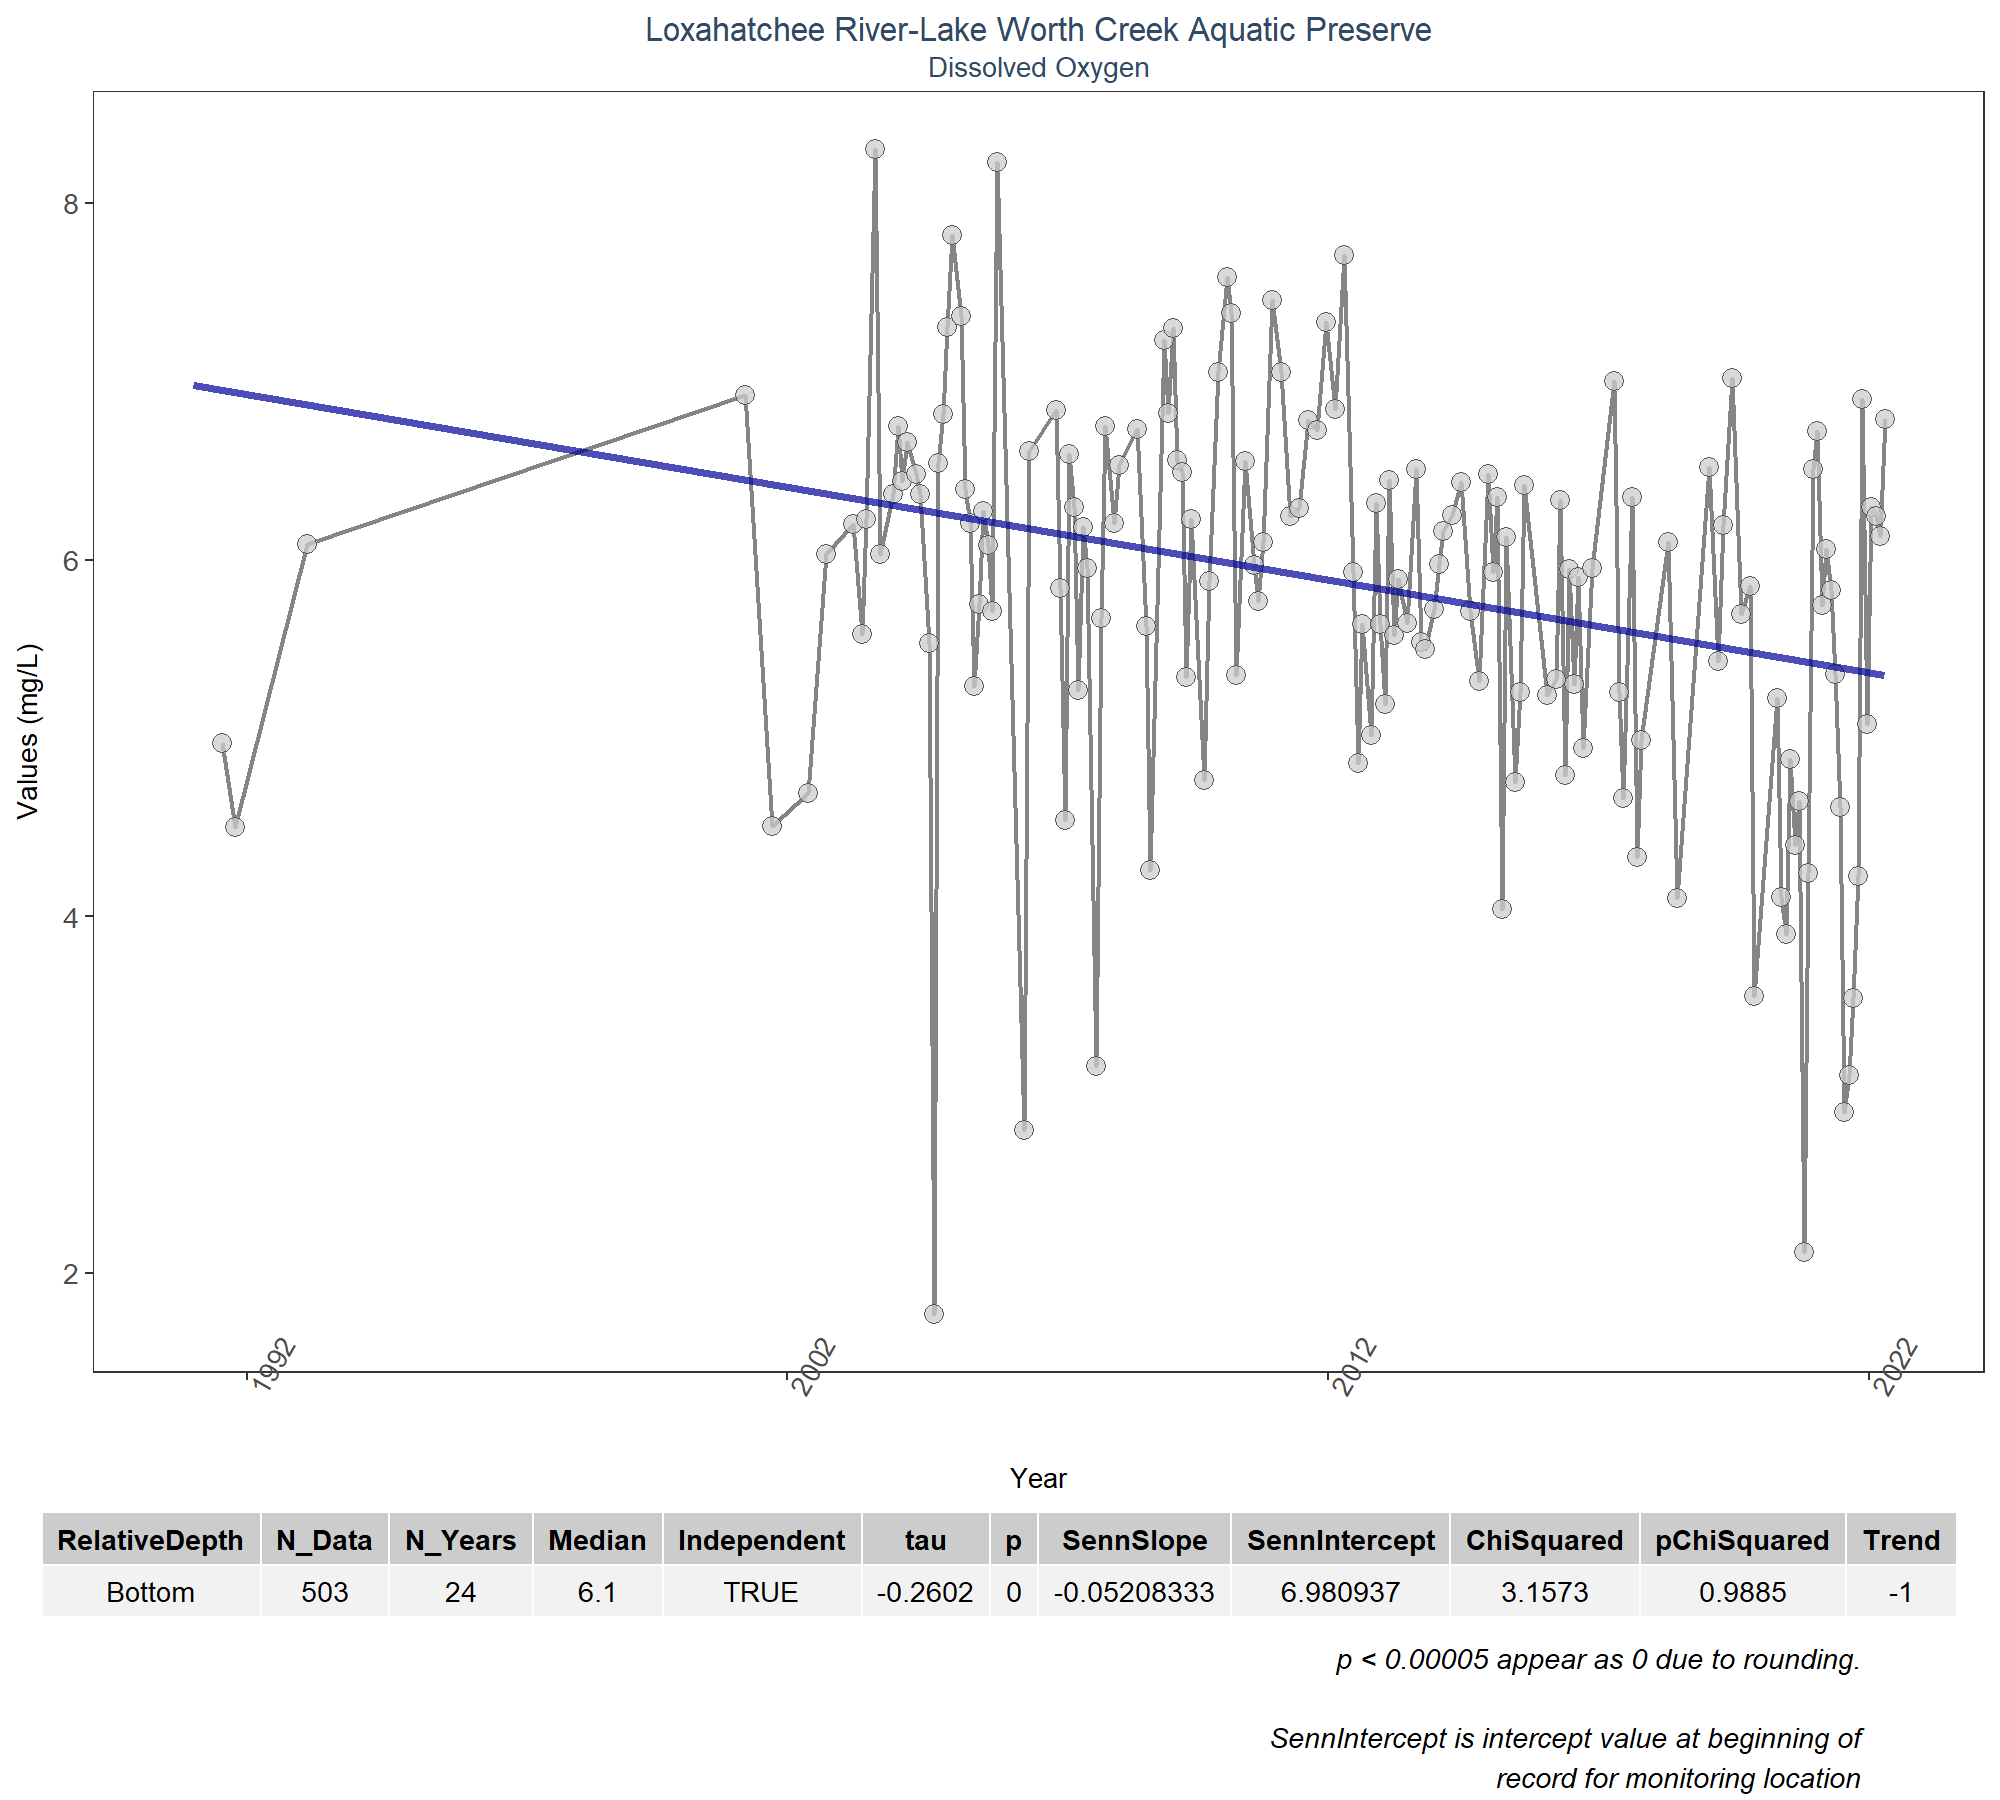 Loxahatchee River-Lake Worth Creek Aquatic Preserve
Dissolved Oxygen
Values (mg/L)
8
6
4
2
1992
2002
2012
2022
Year
RelativeDepth N_Data N_Years Median Independent tau p SennSlope SennIntercept ChiSquared pChiSquared Trend
Bottom 503 24 6.1 TRUE -0.2602 0 -0.05208333 6.980937 3.1573 0.9885 -1
p < 0.00005 appear as 0 due to rounding.
SennIntercept is intercept value at beginning of
record for monitoring location